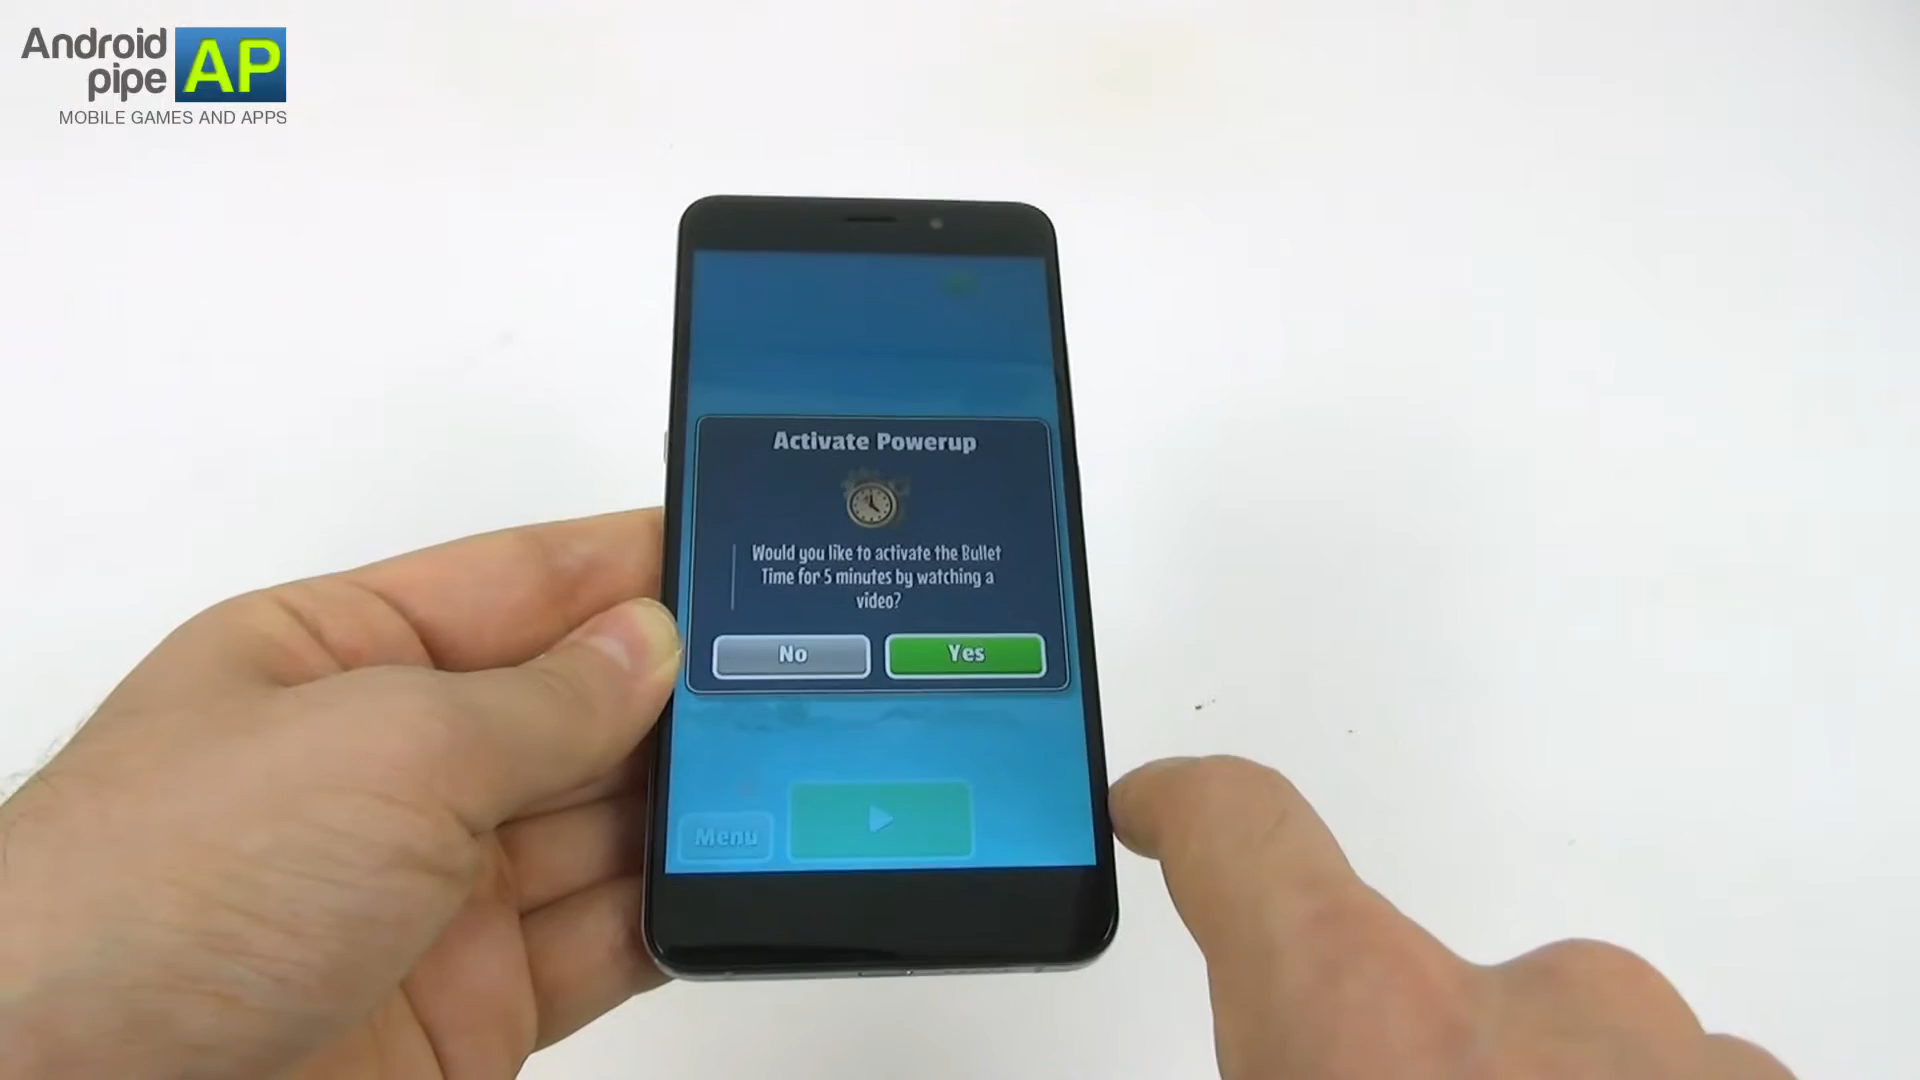 Android
pipe
AP
MOBILE GAMES AND APPS
Activate Powerup
Would you like to activate the Bullet
Time for 5 minutes by watching a
video?
No
Yes
Menu